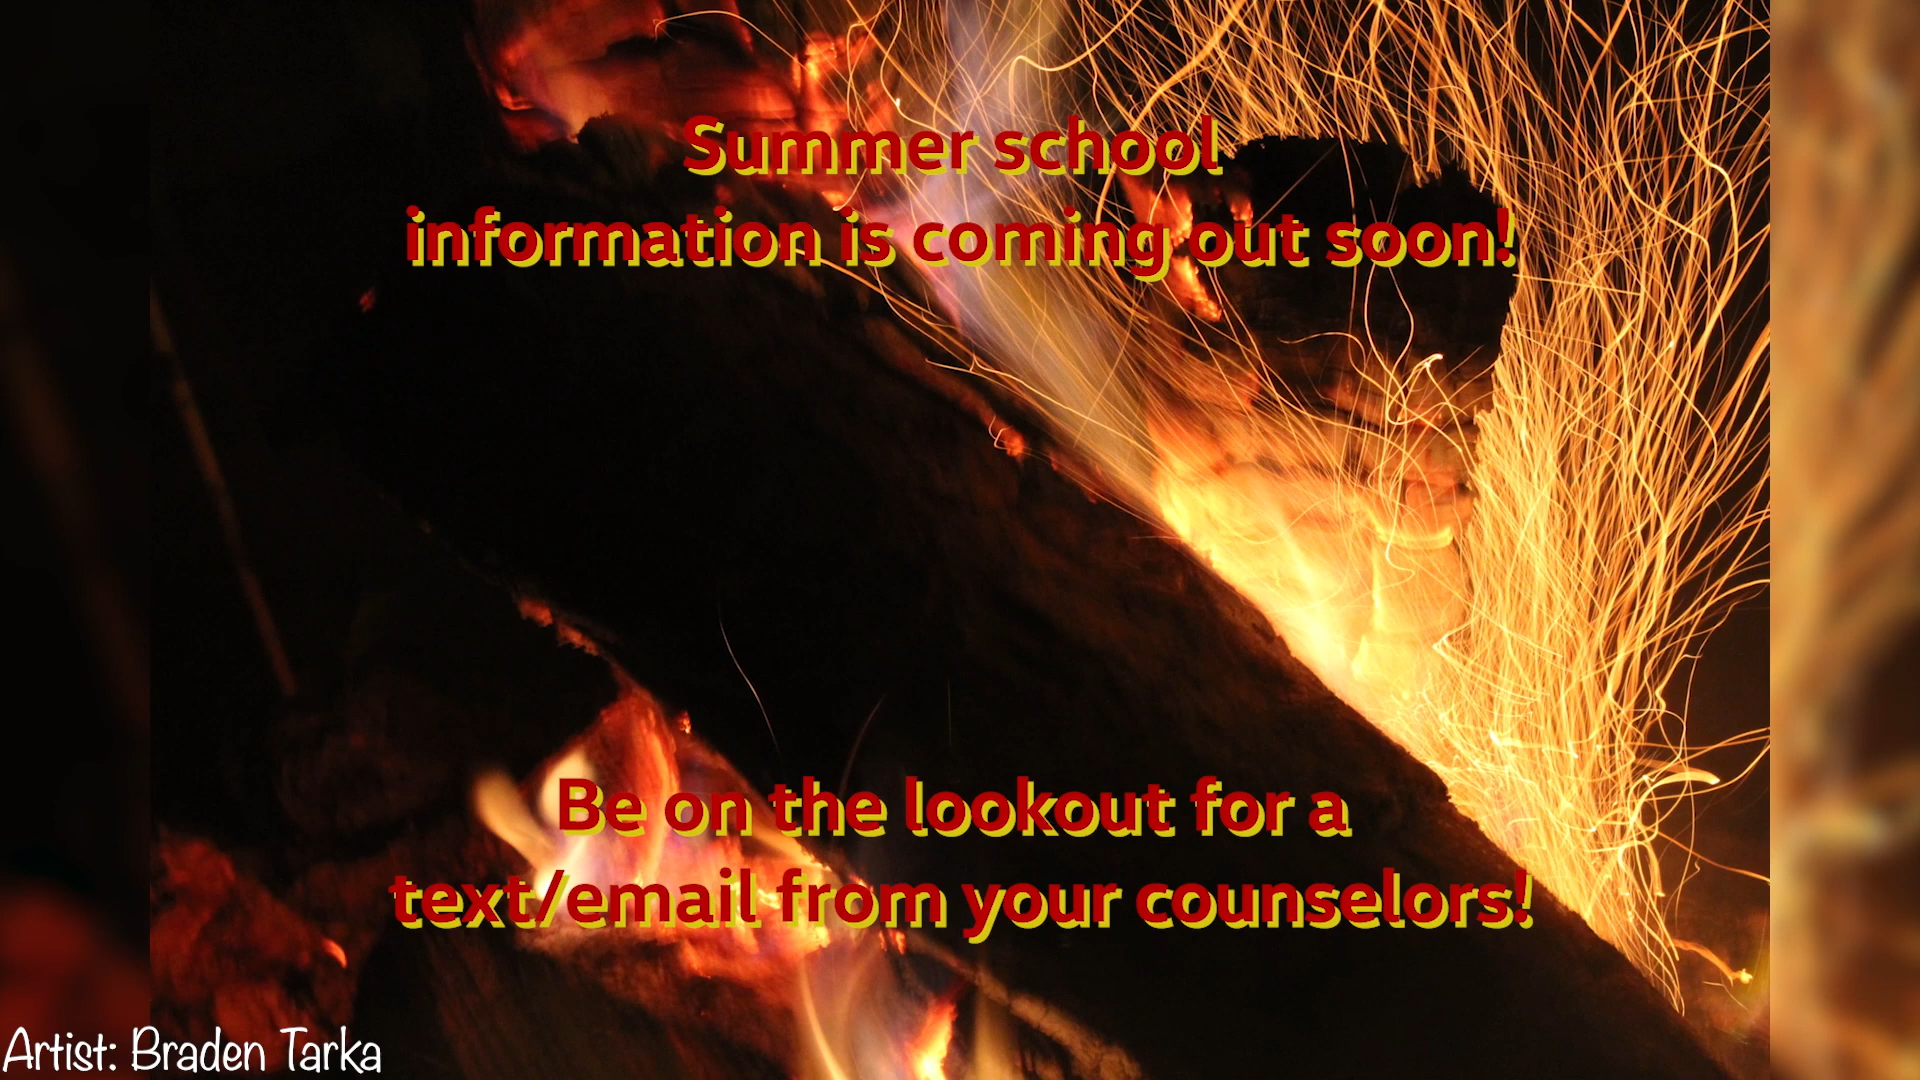 Summer school
information is coming out soon!
Be on the lookout for a
text/email from your counselors!
Artist: Braden Tarka